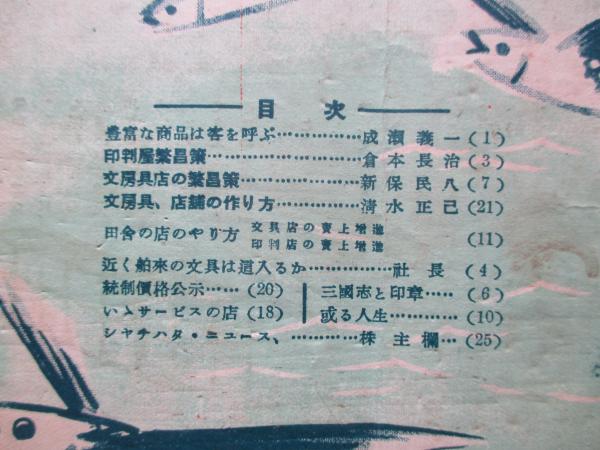 目次
豊富な商品は客を呼ぶ……………成瀬義一(1)
印判屋繁昌策……………………倉本長治(3)
文房具店の繁昌策………………新保民八(7)
文房具、店舗の作り方…………清水正己(21)
田舎の店のやり方 文具店の売上増進 印判店の売上増進 (11)
近く舶来の文具は這入るか……………社長(4)
統制価格公示……(20)
三國志と印章……(6)
いゝサービスの店(18)
或る人生…………(10)
シャチハタ・ニュース、…………株主欄…(25)